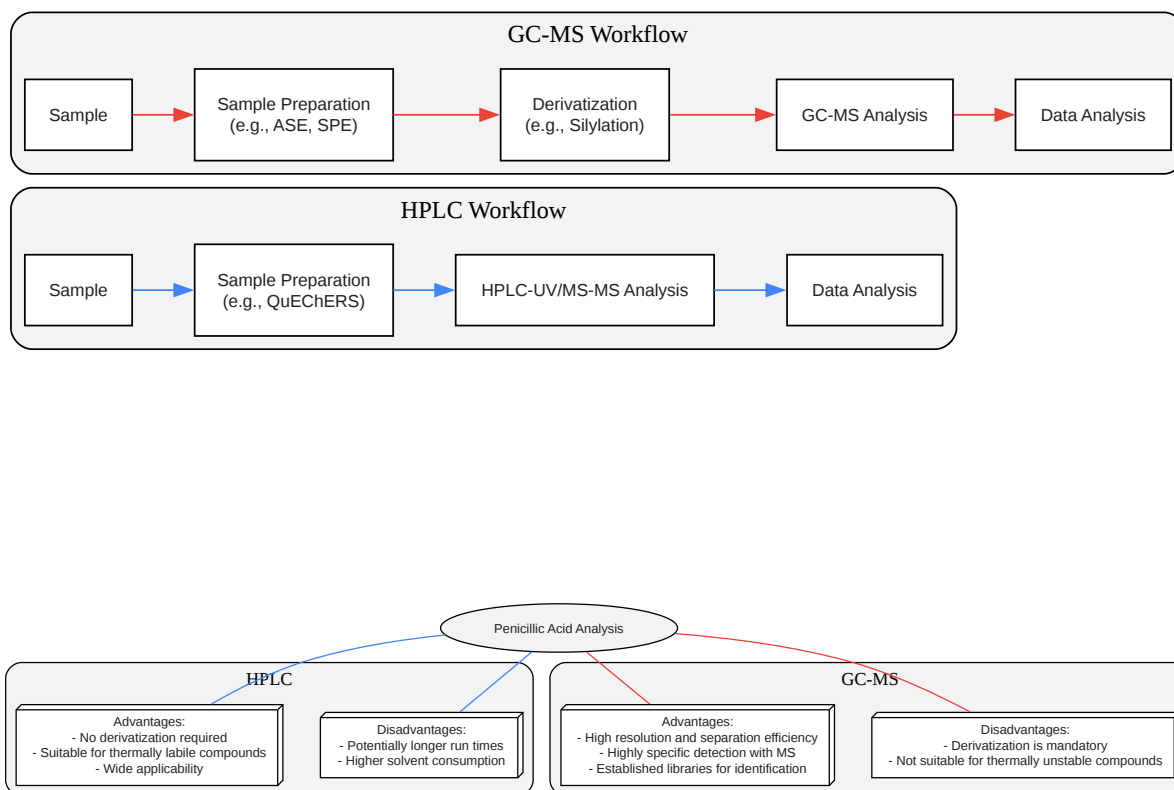 GC-MS Workflow
Sample
Sample Preparation
(e.g., ASE, SPE)
Derivatization
(e.g., Silylation)
GC-MS Analysis
Data Analysis
HPLC Workflow
Sample
Sample Preparation
(e.g., QuEChERS)
HPLC-UV/MS-MS Analysis
Data Analysis
Penicillic Acid Analysis
HPLC
Advantages:
- No derivatization required
- Suitable for thermally labile compounds
- Wide applicability
Disadvantages:
- Potentially longer run times
- Higher solvent consumption
GC-MS
Advantages:
- High resolution and separation efficiency
- Highly specific detection with MS
- Established libraries for identification
Disadvantages:
- Derivatization is mandatory
- Not suitable for thermally unstable compounds